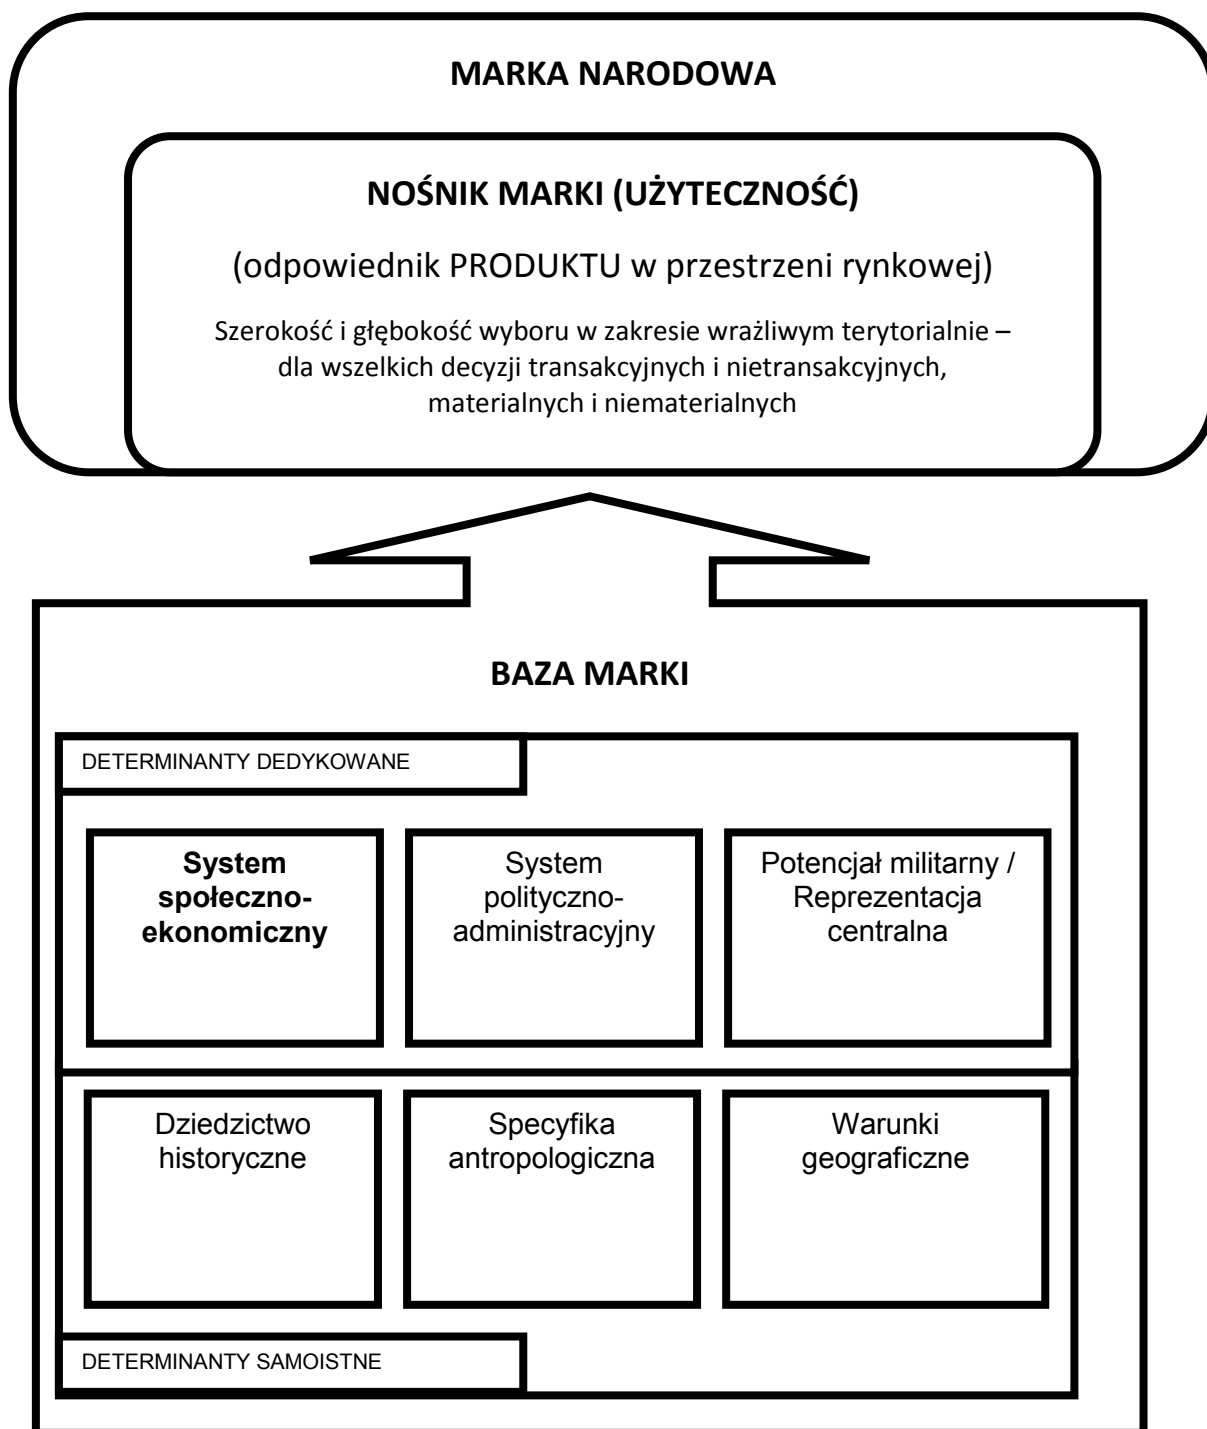 MARKA NARODOWA
NOŚNIK MARKI (UŻYTECZNOŚĆ)
(odpowiednik PRODUKTU w przestrzeni rynkowej)
Szerokość i głębokość wyboru w zakresie wrażliwym terytorialnie –
dla wszelkich decyzji transakcyjnych i nietransakcyjnych,
materialnych i niematerialnych
BAZA MARKI
DETERMINANTY DEDYKOWANE
System
społeczno-
ekonomiczny
System
polityczno-
administracyjny
Potencjał militarny /
Reprezentacja
centralna
Dziedzictwo
historyczne
Specyfika
antropologiczna
Warunki
geograficzne
DETERMINANTY SAMOISTNE